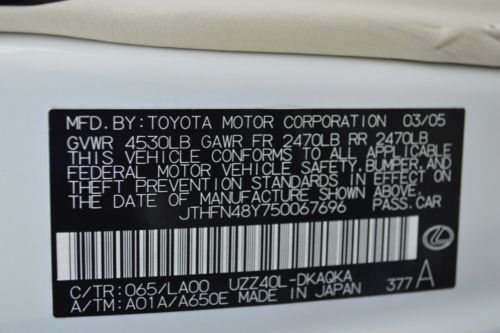 MFD. BY: TOYOTA MOTOR CORPORATION 03/05
GVWR 4530LB GAWR FR 2470LB RR 2470LB
THIS VEHICLE CONFORMS TO ALL APPLICABLE
FEDERAL MOTOR VEHICLE SAFETY, BUMPER, AND
THEFT PREVENTION STANDARDS IN EFFECT ON
THE DATE OF MANUFACTURE SHOWN ABOVE.
JTHFN48Y750067696 PASS.CAR
C/TR: 065/LA00 UZZ40L-DKAQKA
A/TM: A01A/A650E MADE IN JAPAN 377 A